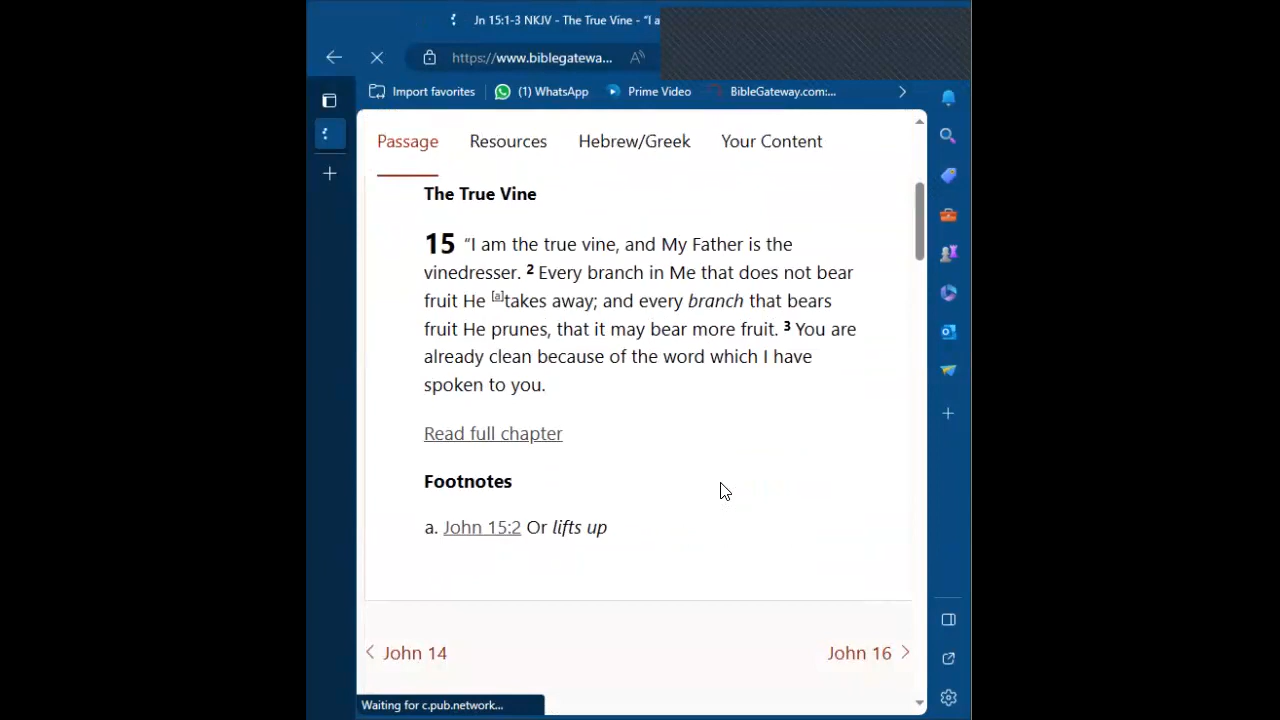 Jn 15:1-3 NKJV - The True Vine - “I a
https://www.biblegatewa...
Import favorites
(1) WhatsApp
Prime Video
BibleGateway.com:...
Passage
Resources
Hebrew/Greek
Your Content
The True Vine
15 “I am the true vine, and My Father is the
vinedresser. 2 Every branch in Me that does not bear
fruit He [a]takes away; and every branch that bears
fruit He prunes, that it may bear more fruit. 3 You are
already clean because of the word which I have
spoken to you.
Read full chapter
Footnotes
a. John 15:2 Or lifts up
John 14
John 16
Waiting for c.pub.network...